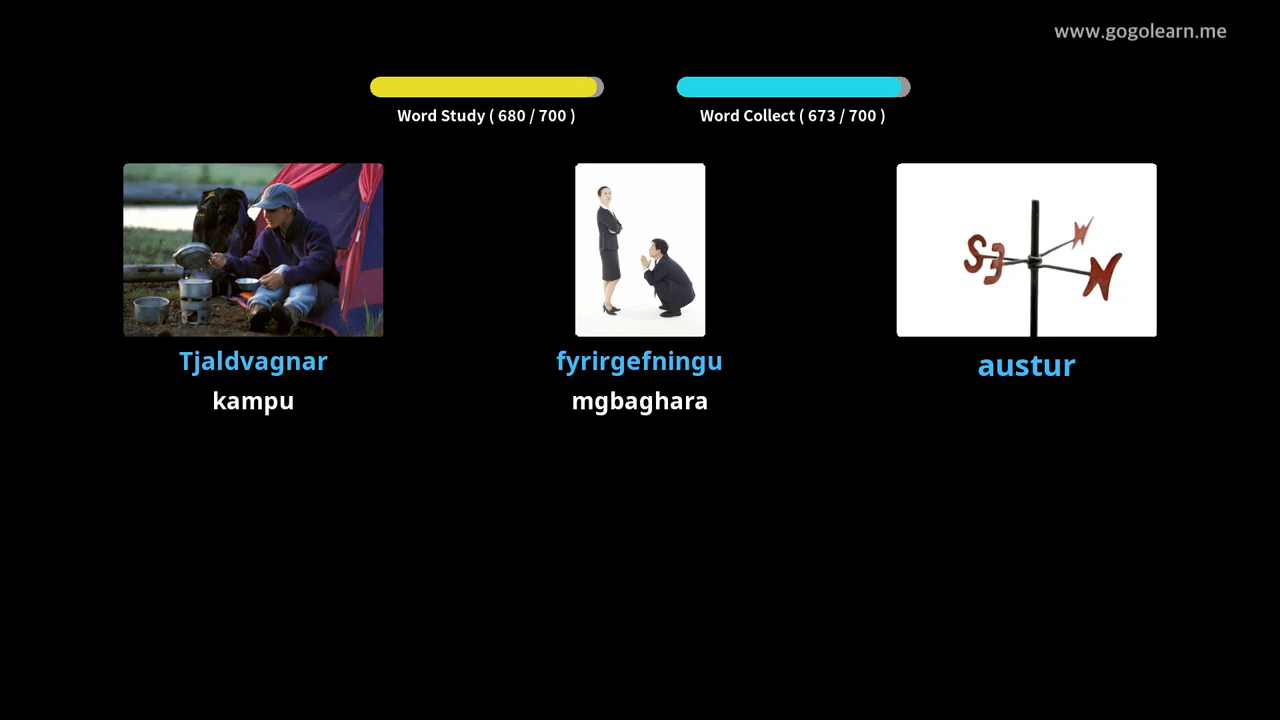 www.gogolearn.me
Word Study ( 680 / 700 )
Word Collect ( 673 / 700 )
S
E
W
N
Tjaldvagnar
fyrirgefningu
austur
kampu
mgbaghara